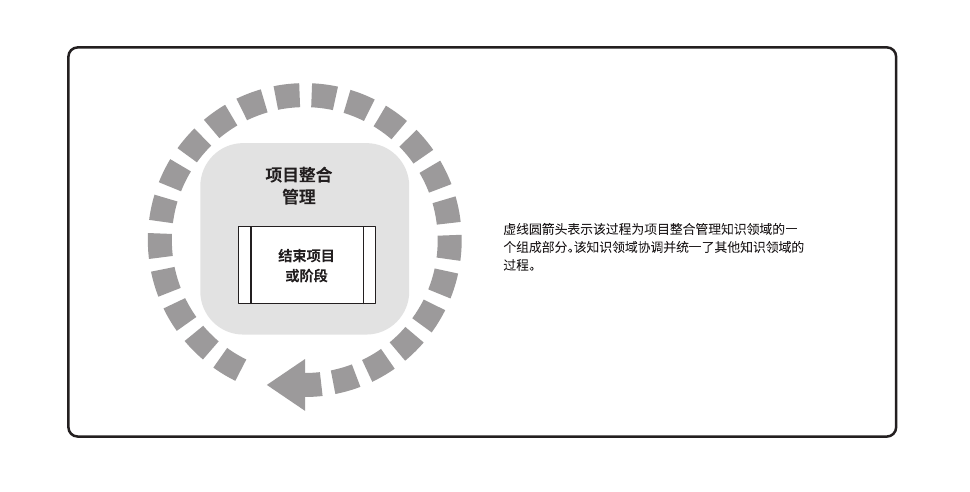 项目整合
管理
结束项目
或阶段
虚线圆箭头表示该过程为项目整合管理知识领域的一
个组成部分。该知识领域协调并统一了其他知识领域的
过程。